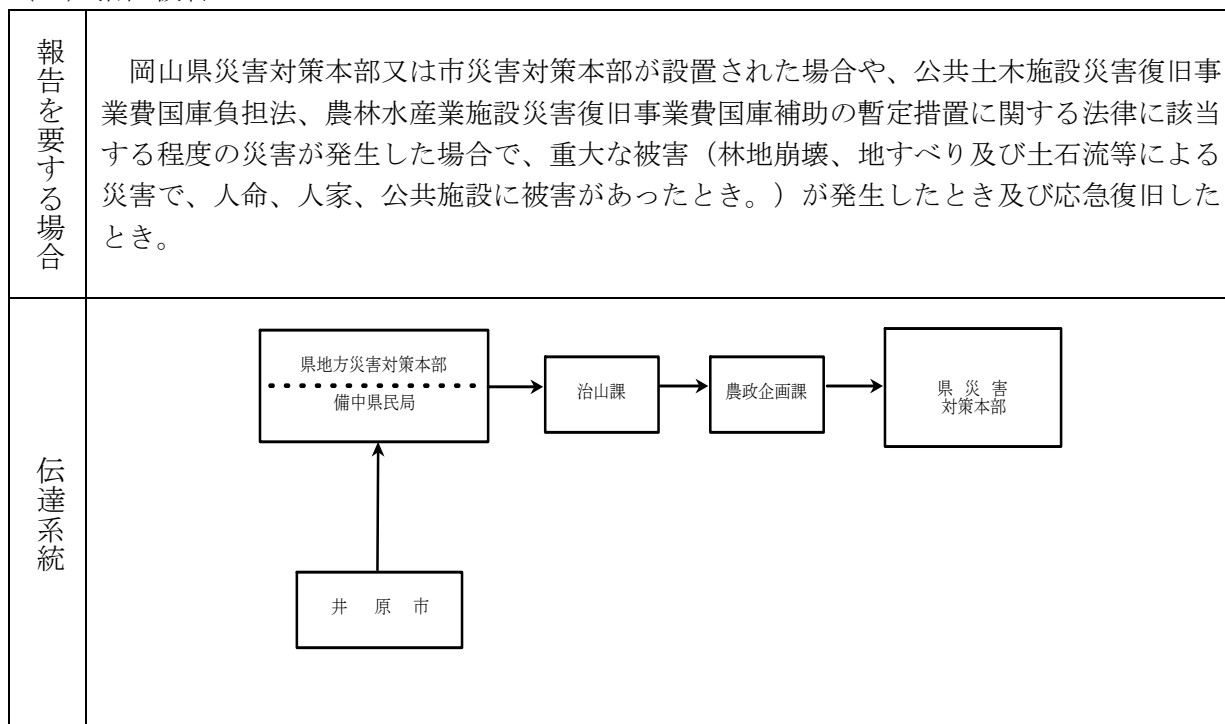 報告を要する場合
岡山県災害対策本部又は市災害対策本部が設置された場合や、公共土木施設災害復旧事
業費国庫負担法、農林水産業施設災害復旧事業費国庫補助の暫定措置に関する法律に該当
する程度の災害が発生した場合で、重大な被害（林地崩壊、地すべり及び土石流等による
災害で、人命、人家、公共施設に被害があったとき。）が発生したとき及び応急復旧した
とき。
伝達系統
県地方災害対策本部
備中県民局
治山課
農政企画課
県 災 害
対策本部
井 原 市